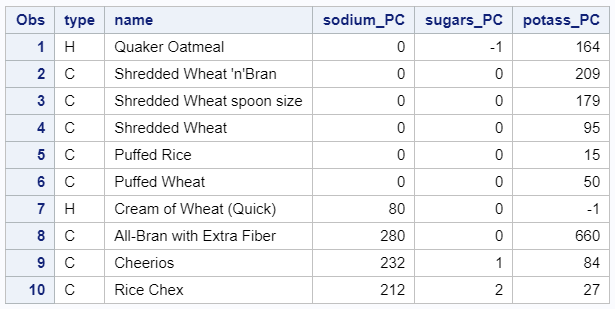 Obs type name sodium_PC sugars_PC potass_PC
1 H Quaker Oatmeal 0 -1 164
2 C Shredded Wheat 'n'Bran 0 0 209
3 C Shredded Wheat spoon size 0 0 179
4 C Shredded Wheat 0 0 95
5 C Puffed Rice 0 0 15
6 C Puffed Wheat 0 0 50
7 H Cream of Wheat (Quick) 80 0 -1
8 C All-Bran with Extra Fiber 280 0 660
9 C Cheerios 232 1 84
10 C Rice Chex 212 2 27